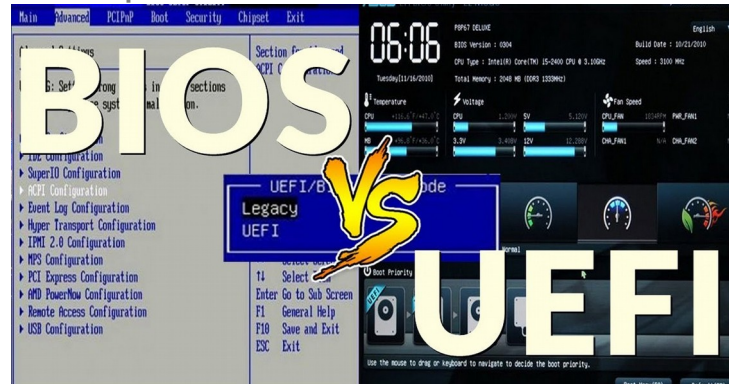 Main Advanced PCIPnP Boot Security Chipset Exit
BIOS
Configuration
▶ SuperIO Configuration
▶ ACPI Configuration
▶ Event Log Configuration
▶ Hyper Transport Configuration
▶ IPMI 2.0 Configuration
▶ MPS Configuration
▶ PCI Express Configuration
▶ AMD PowerNow Configuration
▶ Remote Access Configuration
▶ USB Configuration
sections
↑↓ Select
Enter Go to Sub Screen
F1 General Help
F10 Save and Exit
ESC Exit
Legacy
UEFI
VS
06:06
Tuesday[11/16/2010]
P8P67 DELUXE
English
BIOS Version : 0304
Build Date : 10/21/2010
CPU Type : Intel(R) Core(TM) i5-2400 CPU @ 3.10GHz
Speed : 3100 MHz
Total Memory : 2048 MB (DDR3 1333MHz)
Temperature
Voltage
Fan Speed
CPU
CPU
5V
5.120V
CPU_FAN
PWR_FAN1
MB
3.3V
12V
12.288V
CHA_FAN1
N/A
CHA_FAN2
Normal
Boot Priority
UEFI
UEFI
Use the mouse to drag or keyboard to navigate to decide the boot priority.